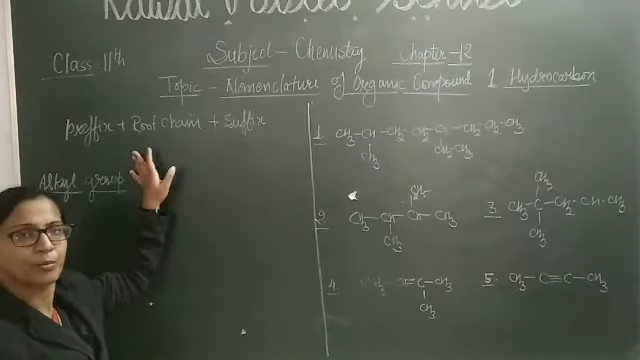 Class-11th
Subject-Chemistry
Chapter-12
Topic-Nomenclature of Organic Compound 1 Hydrocarbon
preffix + Root chain + suffix
Alkyl group
1. CH3-CH-CH2-CH2-CH-CH2-CH2-CH3
CH3 CH2-CH3
2. CH3-CH-
-CH3
CH3
3. CH3
CH3-C-CH2-CH-CH3
CH3
4. =C-CH3
CH3
5. CH3-C≡C-CH3